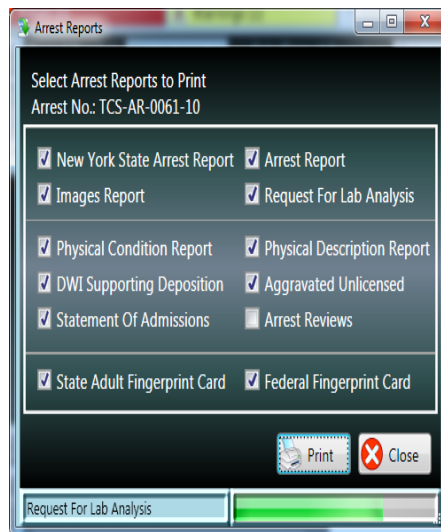 Arrest Reports
Select Arrest Reports to Print
Arrest No.: TCS-AR-0061-10
New York State Arrest Report Arrest Report
Images Report Request For Lab Analysis
Physical Condition Report Physical Description Report
DWI Supporting Deposition Aggravated Unlicensed
Statement Of Admissions Arrest Reviews
State Adult Fingerprint Card Federal Fingerprint Card
Print Close
Request For Lab Analysis